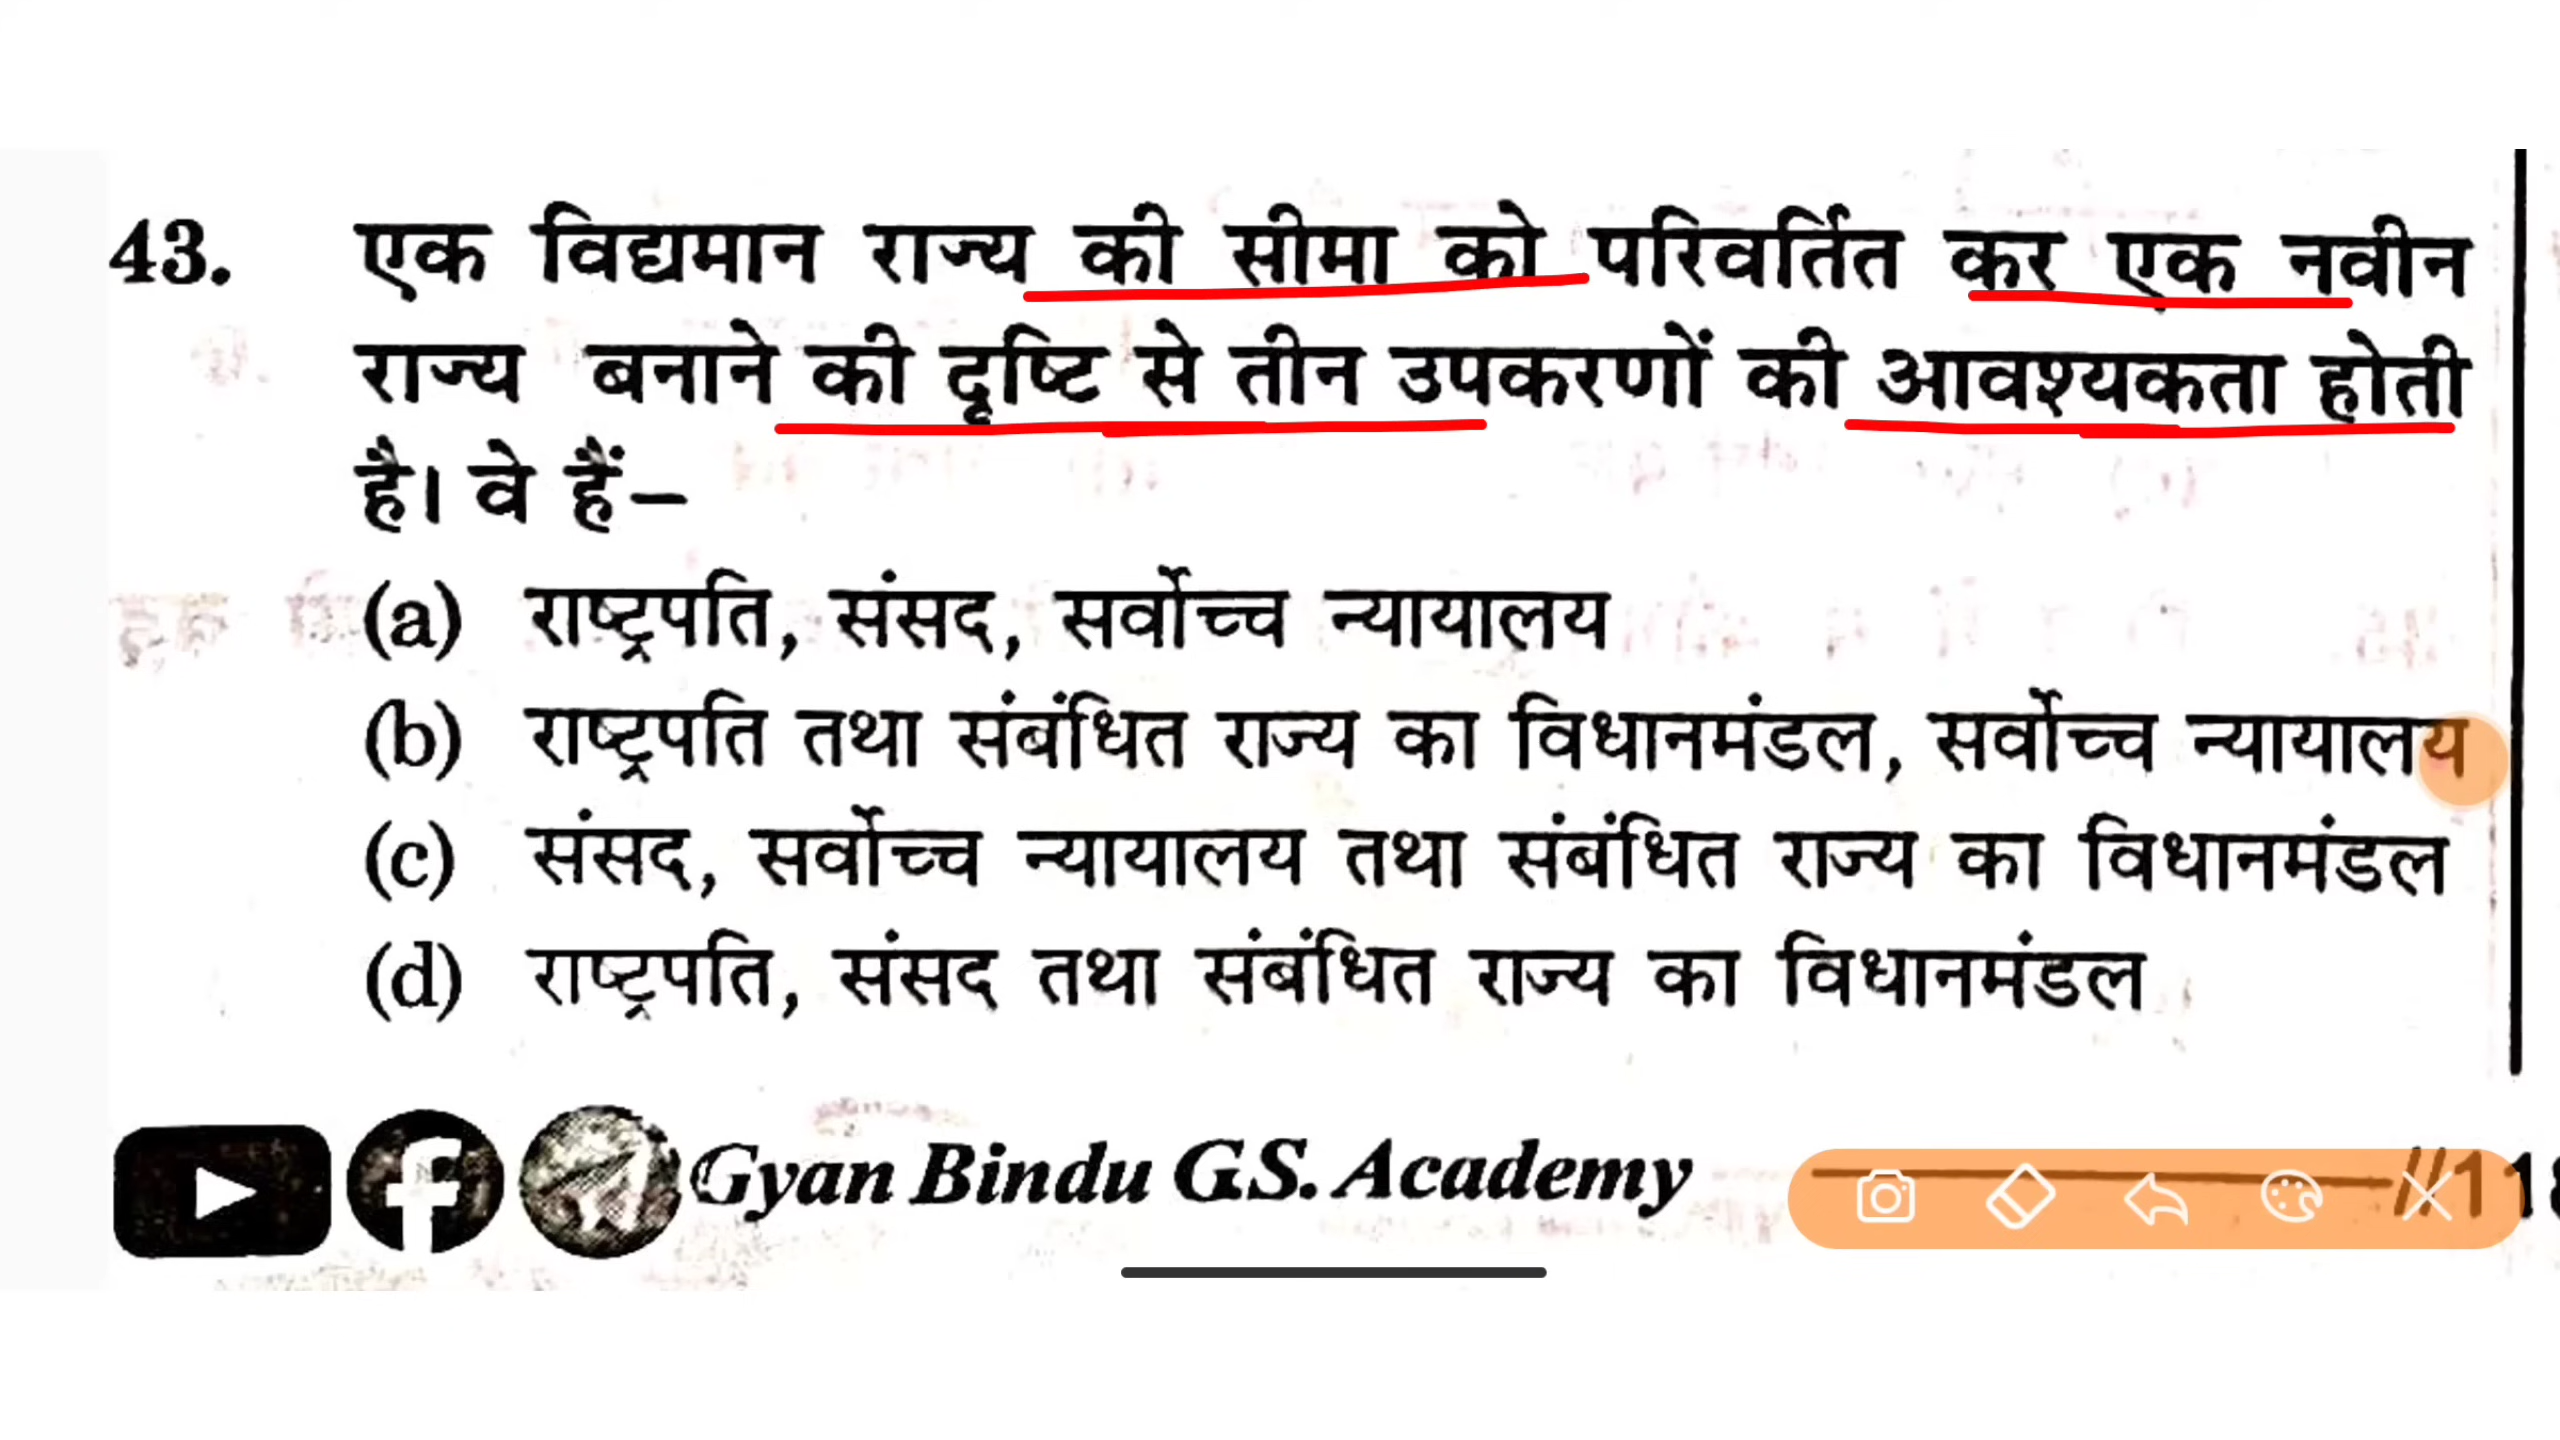 43. एक विद्यमान राज्य की सीमा को परिवर्तित कर एक नवीन
राज्य बनाने की दृष्टि से तीन उपकरणों की आवश्यकता होती
है। वे हैं–
(a) राष्ट्रपति, संसद, सर्वोच्च न्यायालय
(b) राष्ट्रपति तथा संबंधित राज्य का विधानमंडल, सर्वोच्च न्यायालय
(c) संसद, सर्वोच्च न्यायालय तथा संबंधित राज्य का विधानमंडल
(d) राष्ट्रपति, संसद तथा संबंधित राज्य का विधानमंडल
Gyan Bindu G.S. Academy